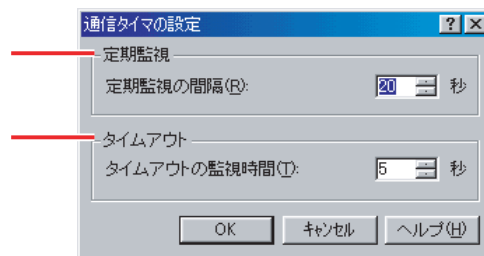 通信タイマの設定
定期監視
定期監視の間隔(R): 20 秒
タイムアウト
タイムアウトの監視時間(T): 5 秒
OK キャンセル ヘルプ(H)